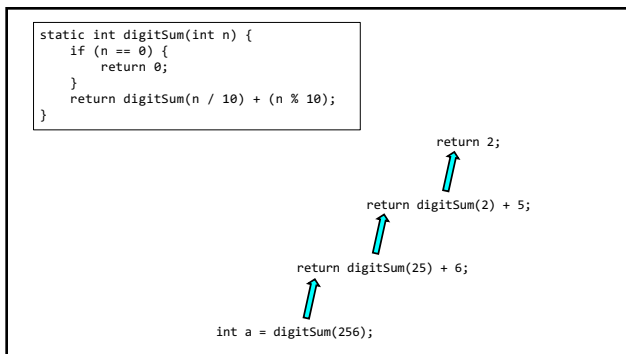 static int digitSum(int n) {
    if (n == 0) {
        return 0;
    }
    return digitSum(n / 10) + (n % 10);
}
return 2;
return digitSum(2) + 5;
return digitSum(25) + 6;
int a = digitSum(256);